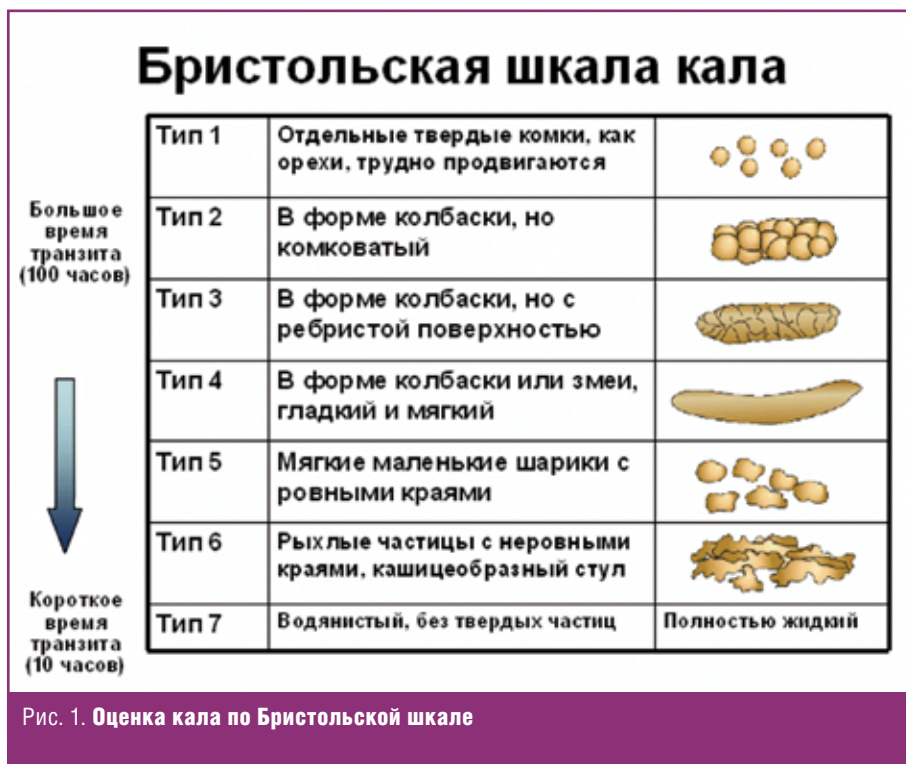 Бристольская шкала кала
Тип 1
Отдельные твердые комки, как
орехи, трудно продвигаются
Большое
время
транзита
(100 часов)
Тип 2
В форме колбаски, но
комковатый
Тип 3
В форме колбаски, но с
ребристой поверхностью
Тип 4
В форме колбаски или змеи,
гладкий и мягкий
Тип 5
Мягкие маленькие шарики с
ровными краями
Тип 6
Рыхлые частицы с неровными
краями, кашицеобразный стул
Короткое
время
транзита
(10 часов)
Тип 7
Водянистый, без твердых частиц
Полностью жидкий
Рис. 1. Оценка кала по Бристольской шкале